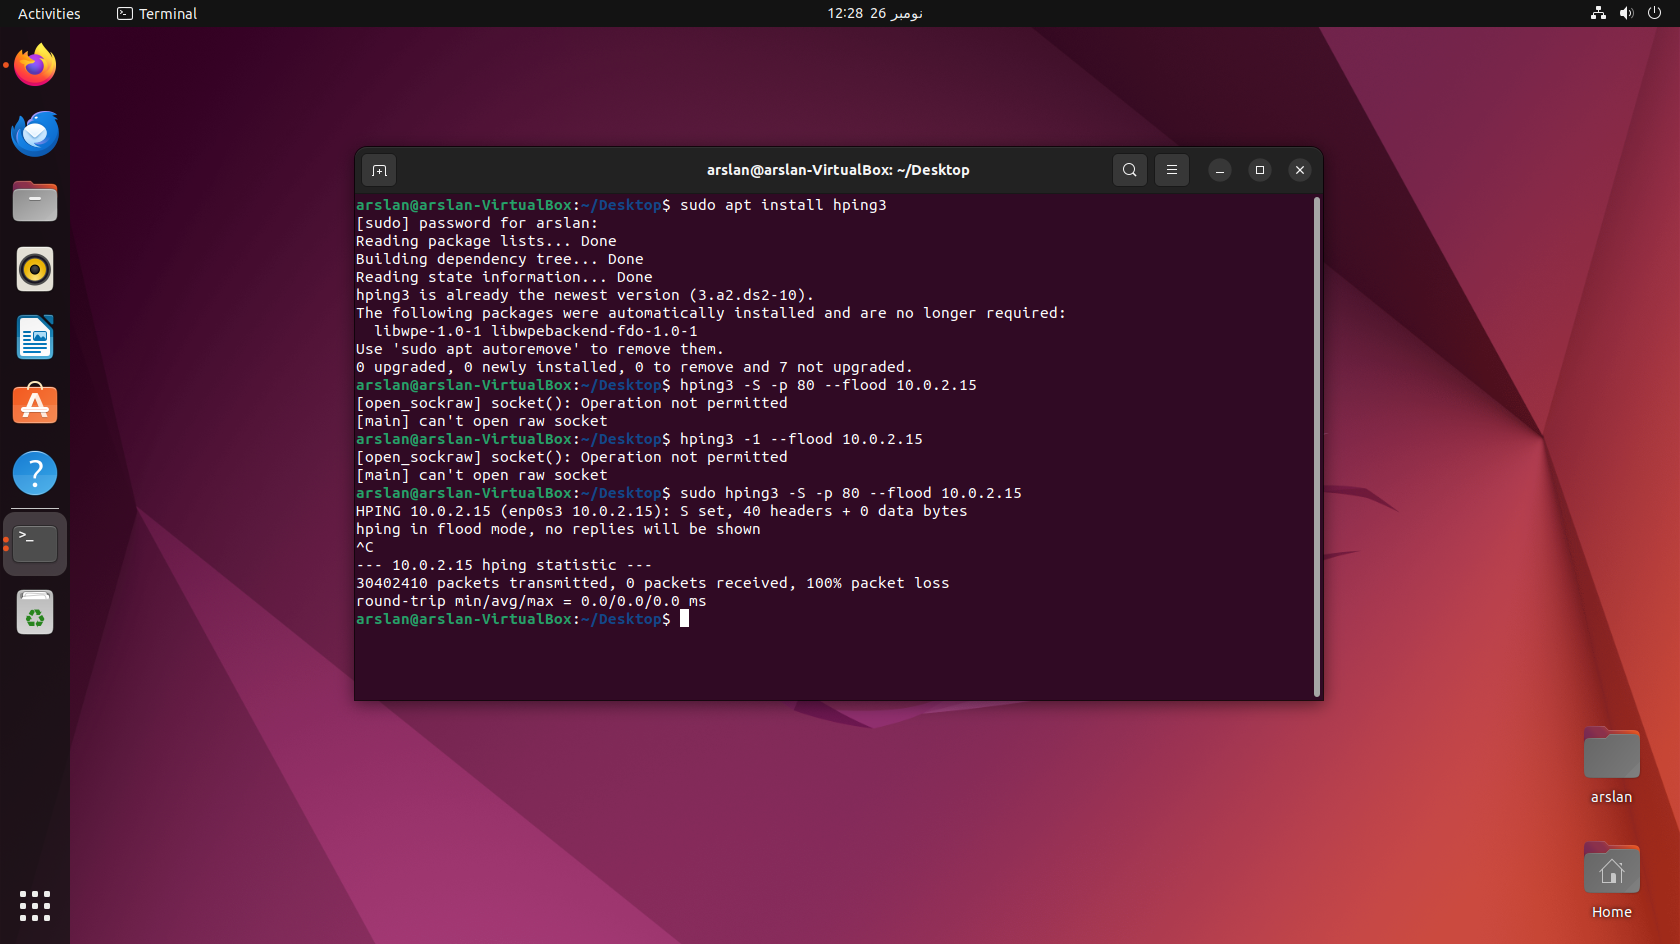 Activities
Terminal
نومبر 26 12:28
arslan@arslan-VirtualBox: ~/Desktop
arslan@arslan-VirtualBox:~/Desktop$ sudo apt install hping3
[sudo] password for arslan:
Reading package lists... Done
Building dependency tree... Done
Reading state information... Done
hping3 is already the newest version (3.a2.ds2-10).
The following packages were automatically installed and are no longer required:
  libwpe-1.0-1 libwpebackend-fdo-1.0-1
Use 'sudo apt autoremove' to remove them.
0 upgraded, 0 newly installed, 0 to remove and 7 not upgraded.
arslan@arslan-VirtualBox:~/Desktop$ hping3 -S -p 80 --flood 10.0.2.15
[open_sockraw] socket(): Operation not permitted
[main] can't open raw socket
arslan@arslan-VirtualBox:~/Desktop$ hping3 -1 --flood 10.0.2.15
[open_sockraw] socket(): Operation not permitted
[main] can't open raw socket
arslan@arslan-VirtualBox:~/Desktop$ sudo hping3 -S -p 80 --flood 10.0.2.15
HPING 10.0.2.15 (enp0s3 10.0.2.15): S set, 40 headers + 0 data bytes
hping in flood mode, no replies will be shown
^C
--- 10.0.2.15 hping statistic ---
30402410 packets transmitted, 0 packets received, 100% packet loss
round-trip min/avg/max = 0.0/0.0/0.0 ms
arslan@arslan-VirtualBox:~/Desktop$
arslan
Home